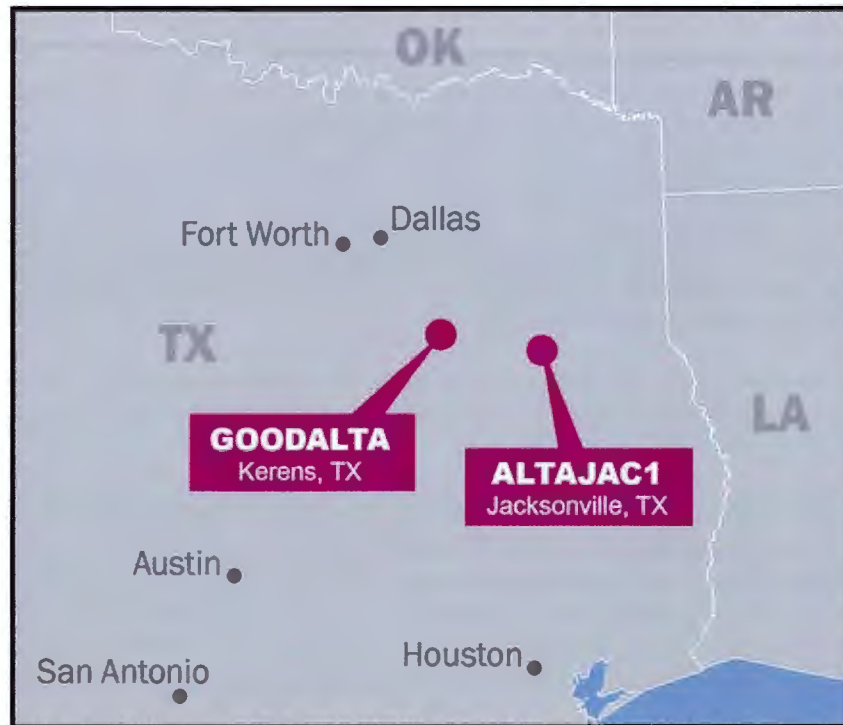 OK
AR
Fort Worth
Dallas
TX
LA
GOODALTA
Kerens, TX
ALTAJAC1
Jacksonville, TX
Austin
San Antonio
Houston